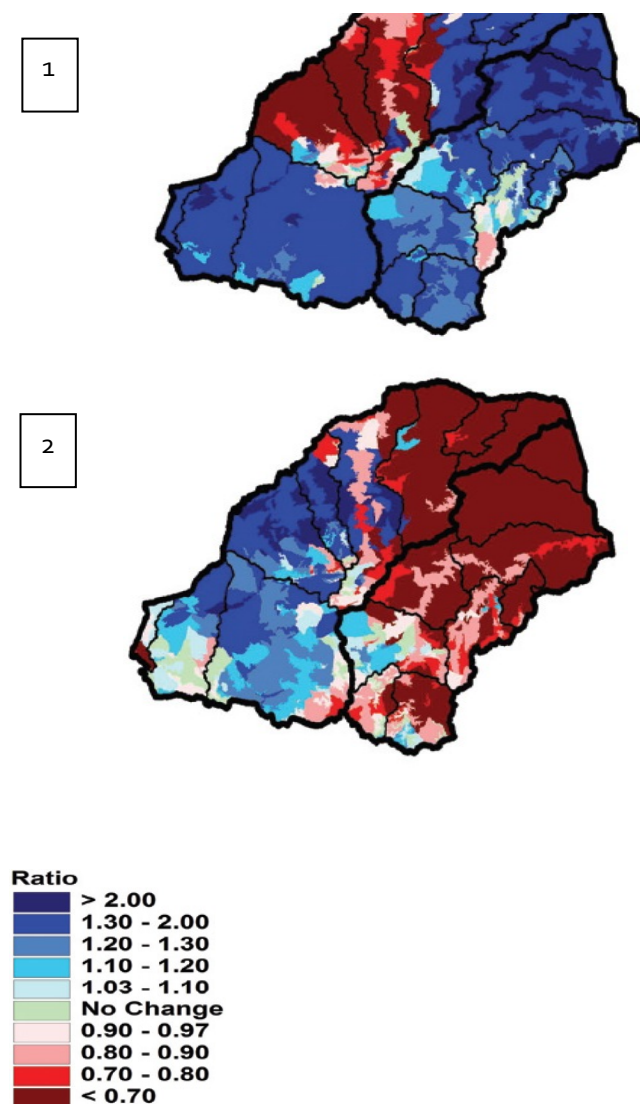 1
2
Ratio
> 2.00
1.30 - 2.00
1.20 - 1.30
1.10 - 1.20
1.03 - 1.10
No Change
0.90 - 0.97
0.80 - 0.90
0.70 - 0.80
< 0.70